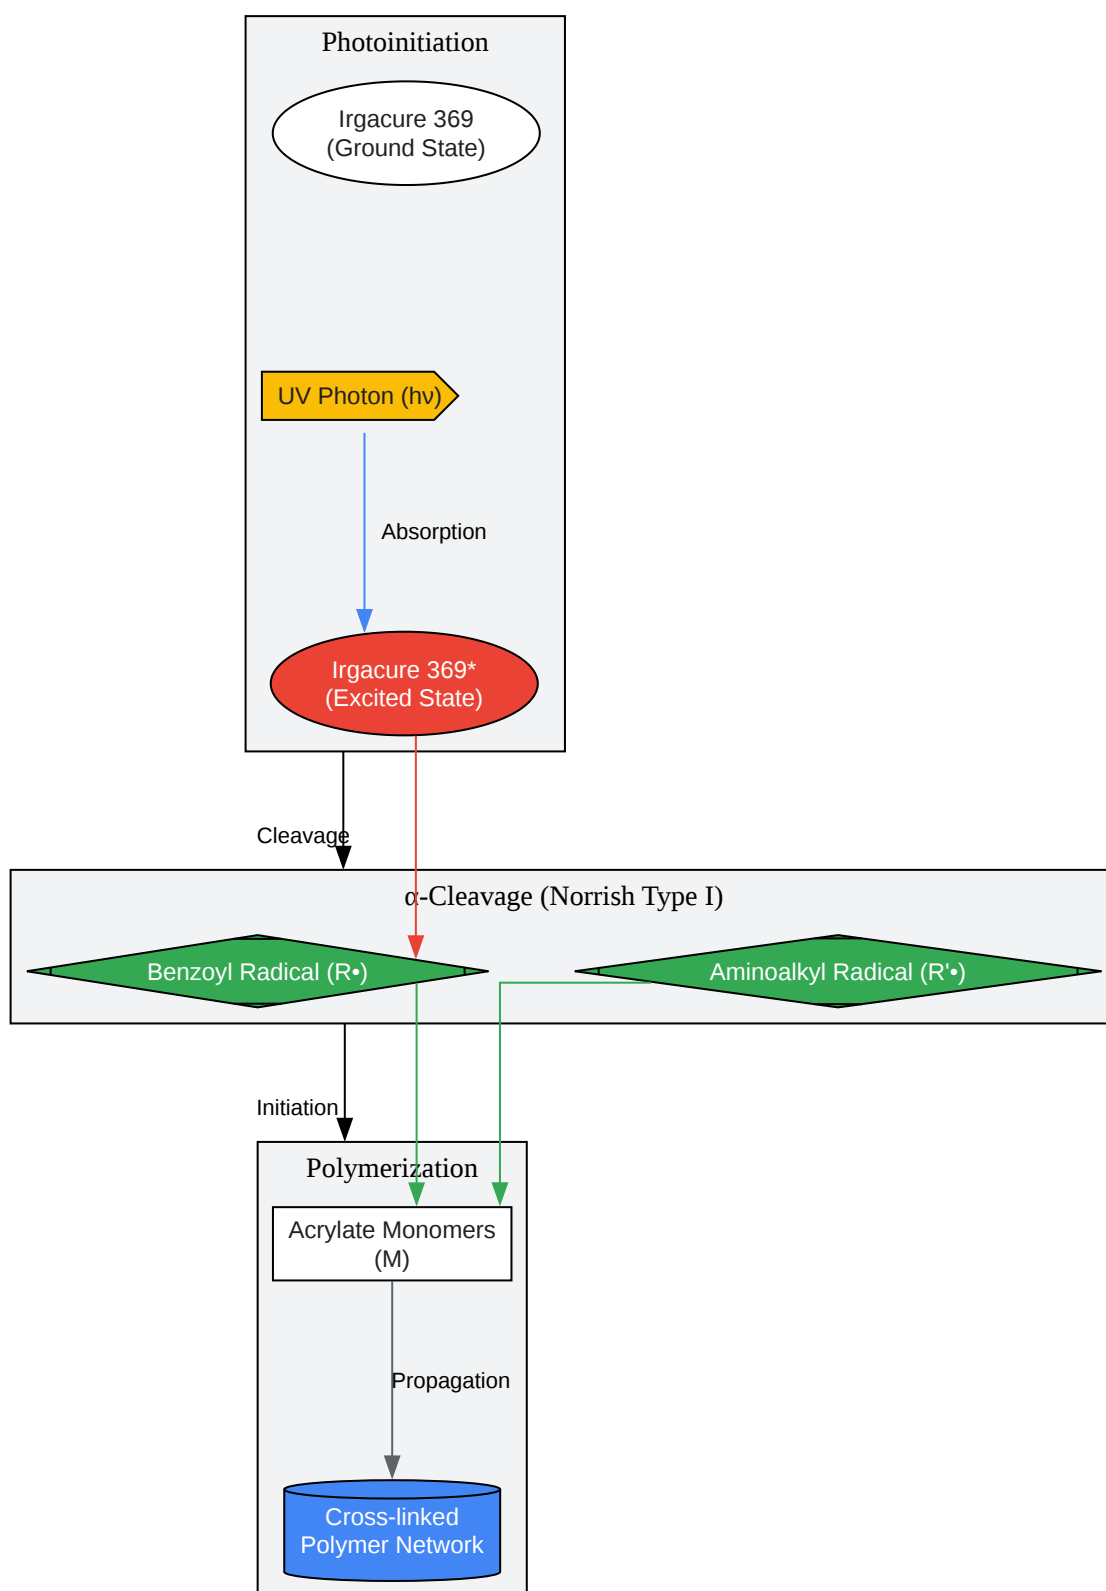 Photoinitiation
Irgacure 369
(Ground State)
UV Photon (hν)
Absorption
Irgacure 369*
(Excited State)
Cleavage
α-Cleavage (Norrish Type I)
Benzoyl Radical (R•)
Aminoalkyl Radical (R'•)
Initiation
Polymerization
Acrylate Monomers
(M)
Propagation
Cross-linked
Polymer Network